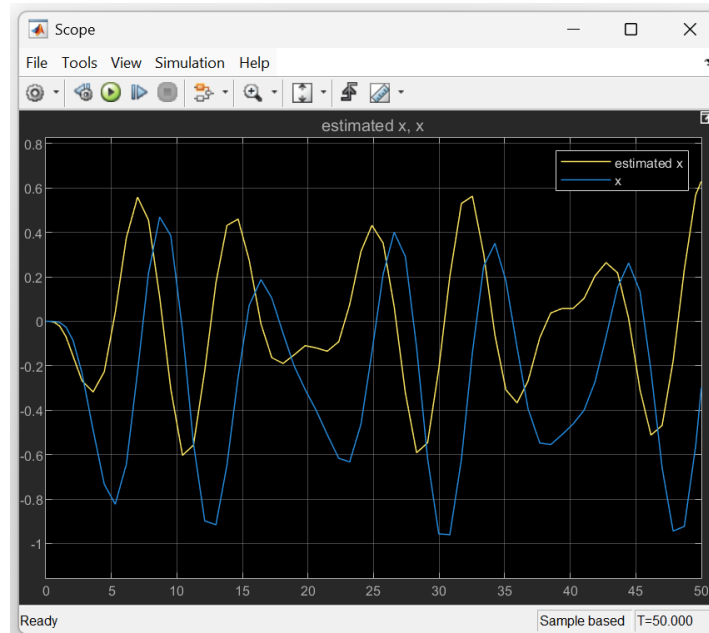 Scope
File Tools View Simulation Help
estimated x, x
estimated x
x
0.8
0.6
0.4
0.2
0
-0.2
-0.4
-0.6
-0.8
-1
0 5 10 15 20 25 30 35 40 45 50
Ready Sample based T=50.000